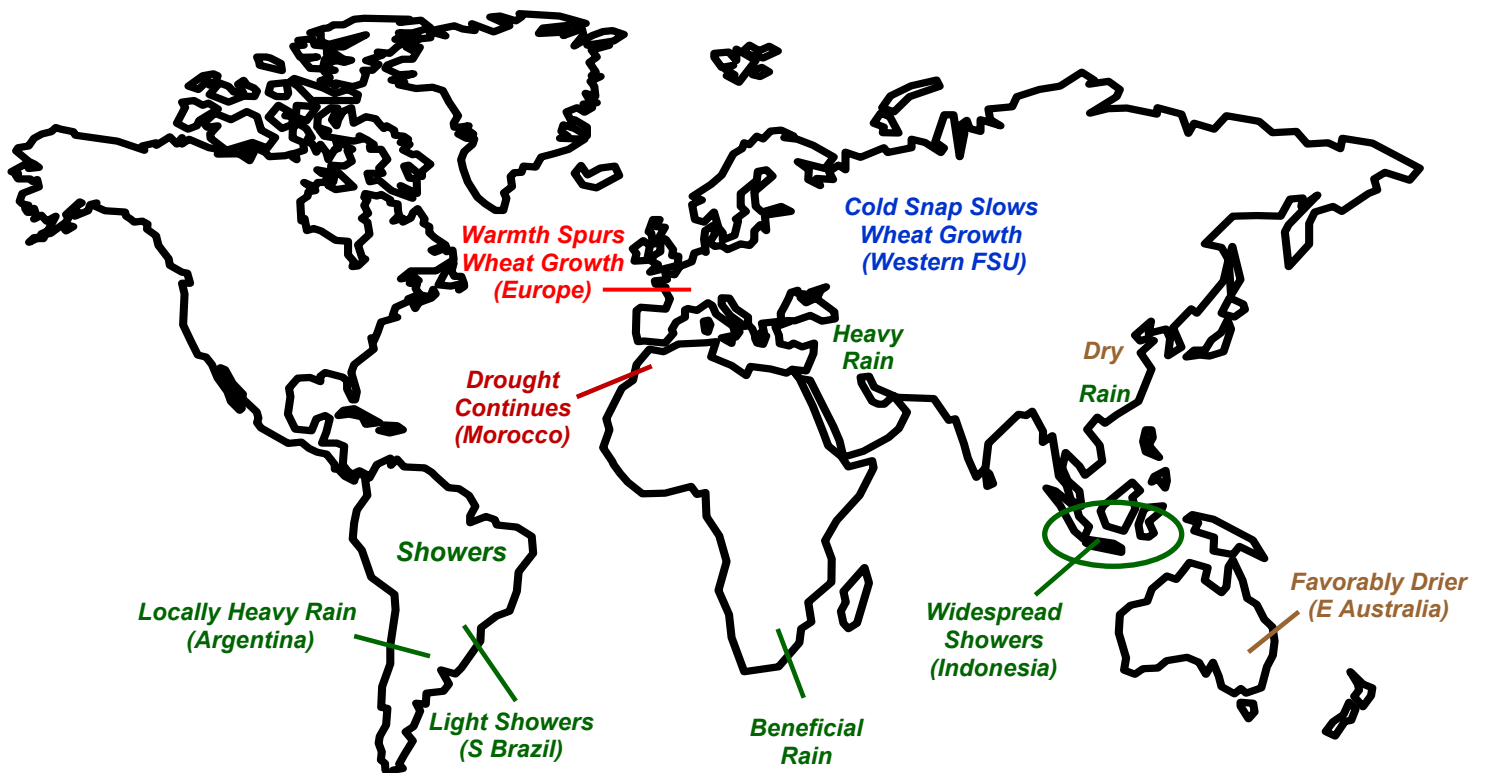 Cold Snap Slows
Wheat Growth
(Western FSU)
Warmth Spurs
Wheat Growth
(Europe)
Heavy
Rain
Dry
Rain
Drought
Continues
(Morocco)
Showers
Locally Heavy Rain
(Argentina)
Light Showers
(S Brazil)
Beneficial
Rain
Widespread
Showers
(Indonesia)
Favorably Drier
(E Australia)